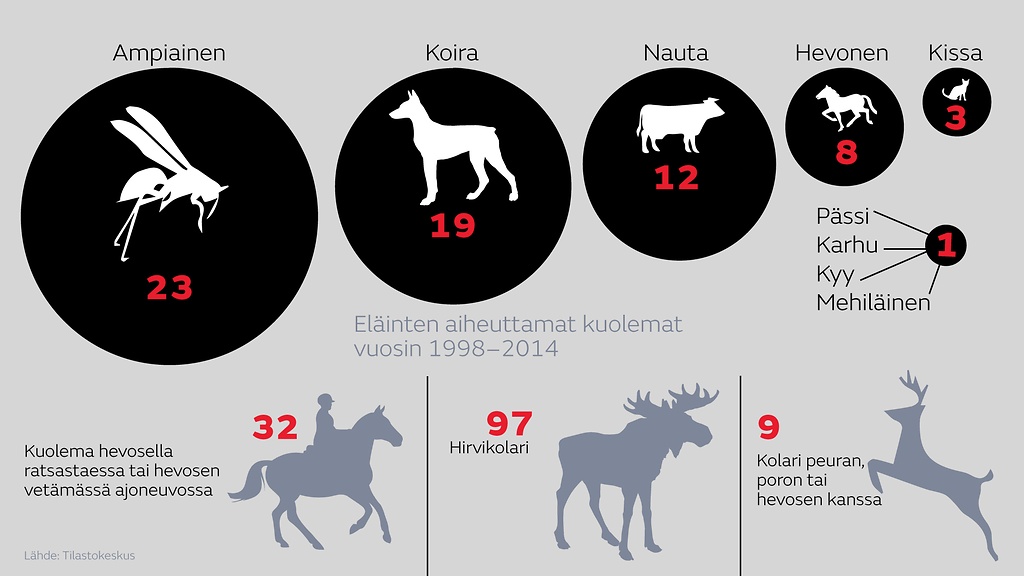 Ampiainen
Koira
Nauta
Hevonen
Kissa
23
19
12
8
3
Pässi
Karhu
Kyy
Mehiläinen
1
Eläinten aiheuttamat kuolemat
vuosin 1998–2014
32
Kuolema hevosella
ratsastaessa tai hevosen
vetämässä ajoneuvossa
97
Hirvikolari
9
Kolari peuran,
poron tai
hevosen kanssa
Lähde: Tilastokeskus